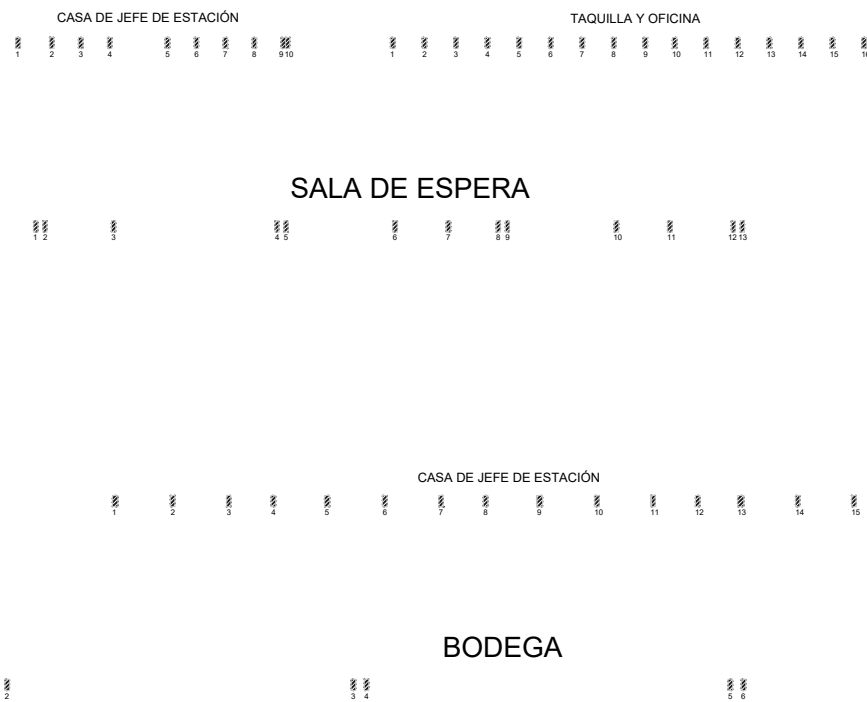 CASA DE JEFE DE ESTACIÓN TAQUILLA Y OFICINA
1 2 3 4 5 6 7 8 9 10 1 2 3 4 5 6 7 8 9 10 11 12 13 14 15 16
SALA DE ESPERA
1 2 3 4 5 6 7 8 9 10 11 12 13
CASA DE JEFE DE ESTACIÓN
1 2 3 4 5 6 7 8 9 10 11 12 13 14 15
BODEGA
2 3 4 5 6